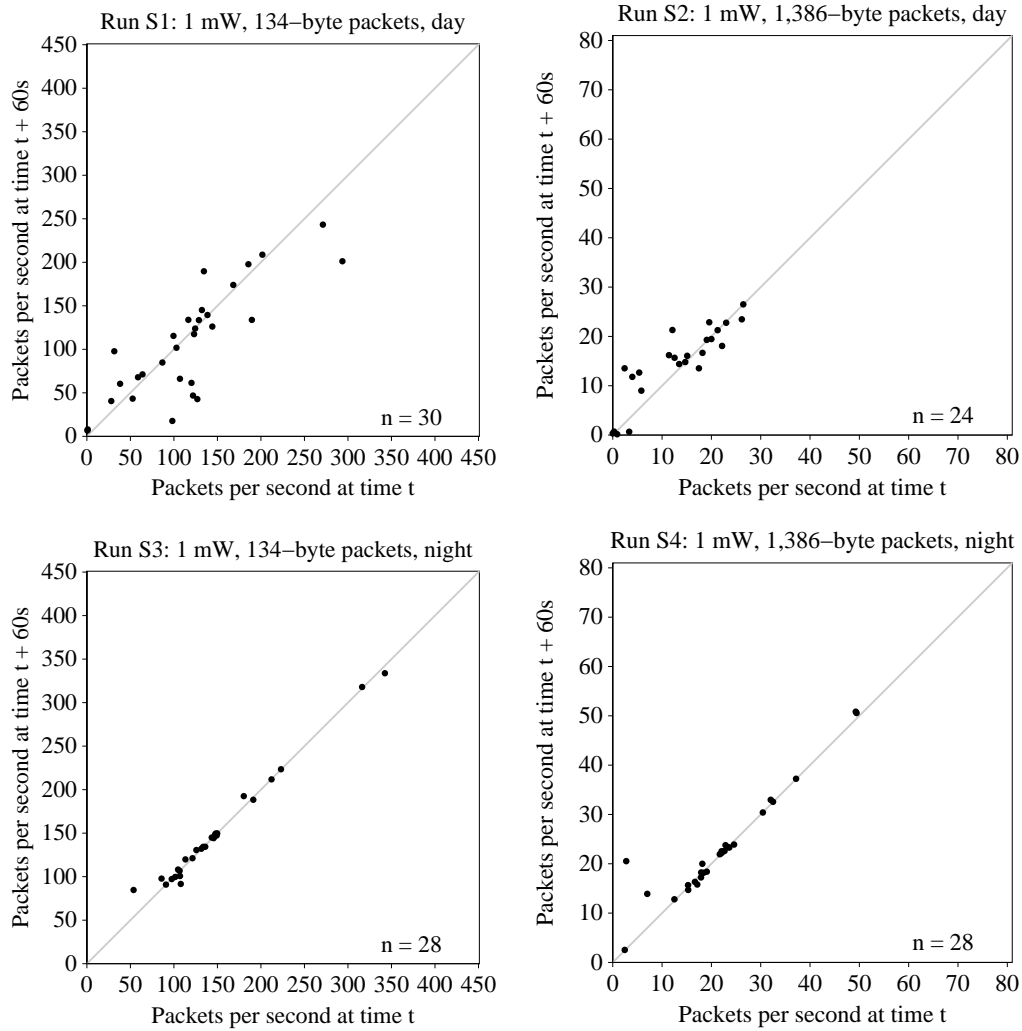 Run S1: 1 mW, 134−byte packets, day
Packets per second at time t + 60s
450
400
350
300
250
200
150
100
50
0
n = 30
0 50 100 150 200 250 300 350 400 450
Packets per second at time t
Run S2: 1 mW, 1,386−byte packets, day
Packets per second at time t + 60s
80
70
60
50
40
30
20
10
0
n = 24
0 10 20 30 40 50 60 70 80
Packets per second at time t
Run S3: 1 mW, 134−byte packets, night
Packets per second at time t + 60s
450
400
350
300
250
200
150
100
50
0
n = 28
0 50 100 150 200 250 300 350 400 450
Packets per second at time t
Run S4: 1 mW, 1,386−byte packets, night
Packets per second at time t + 60s
80
70
60
50
40
30
20
10
0
n = 28
0 10 20 30 40 50 60 70 80
Packets per second at time t